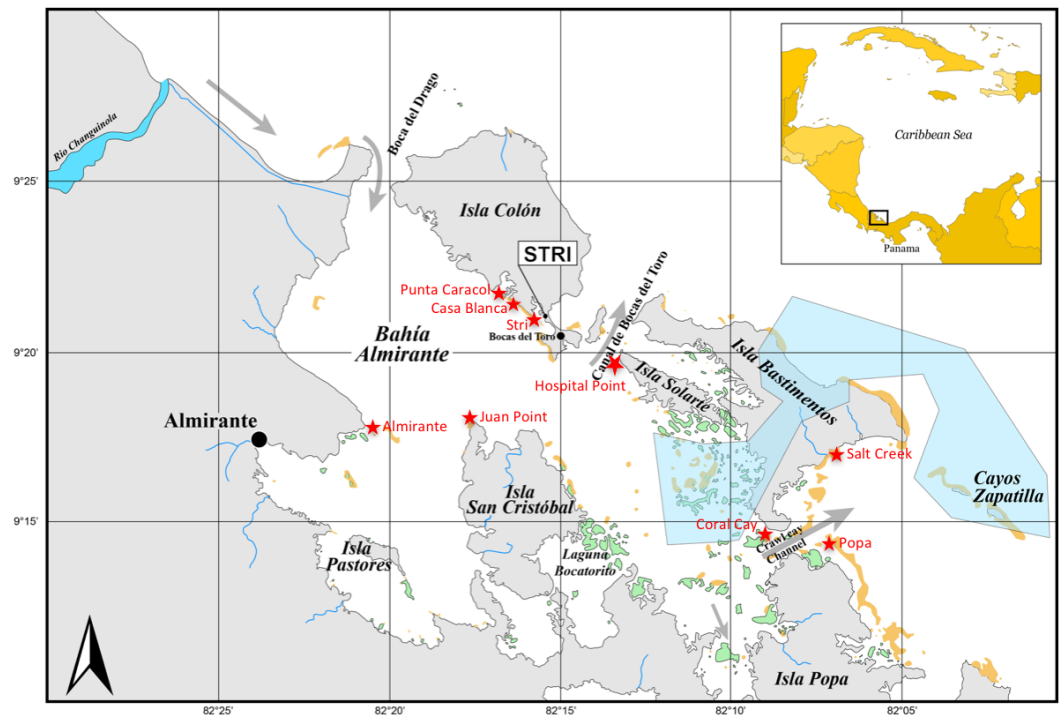 Río Changuinola
Boca del Drago
Caribbean Sea
Panama
9°25'
Isla Colón
STRI
Punta Caracol
Casa Blanca
Stri
Bocas del Toro
Canal de Bocas del Toro
Bahía
Almirante
9°20'
Hospital Point
Isla Solarte
Isla Bastimentos
Almirante
Almirante
Juan Point
Salt Creek
Cayos
Zapatilla
Isla
San Cristóbal
9°15'
Coral Cay
Crawl cay
Channel
Popa
Isla
Pastores
Laguna
Bocatorito
9°10'
Isla Popa
82°25'
82°20'
82°15'
82°10'
82°05'